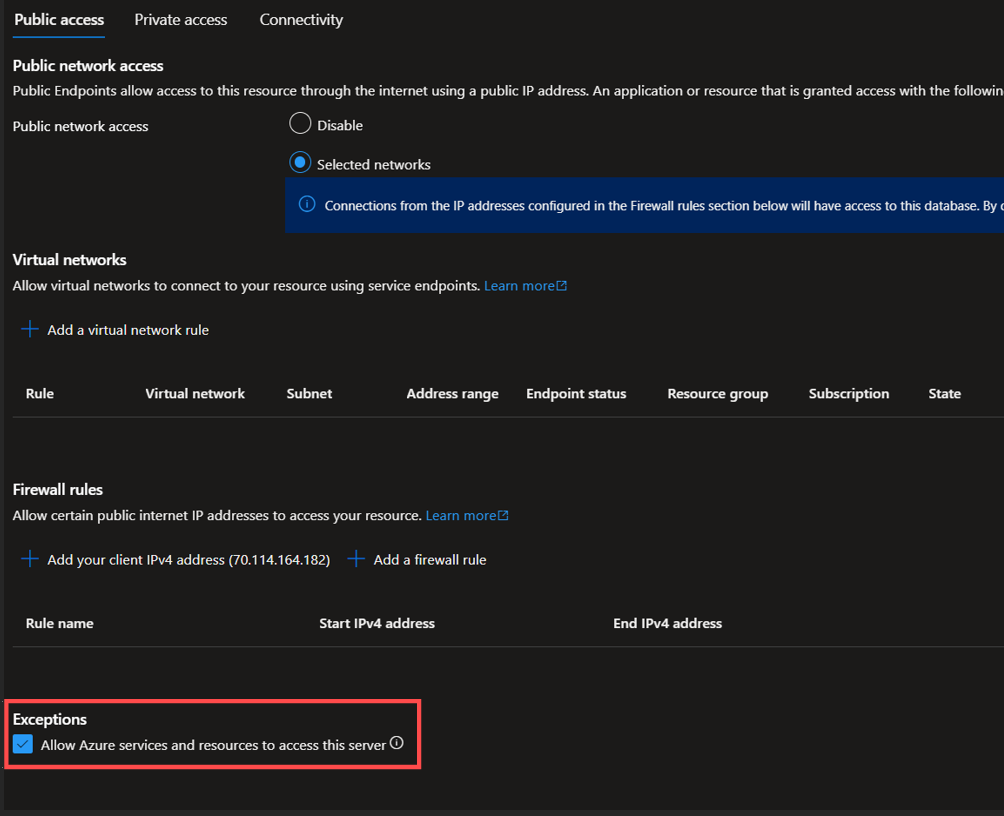 Public access Private access Connectivity
Public network access
Public Endpoints allow access to this resource through the internet using a public IP address. An application or resource that is granted access with the
Public network access
Disable
Selected networks
Connections from the IP addresses configured in the Firewall rules section below will have access to this database. By
Virtual networks
Allow virtual networks to connect to your resource using service endpoints. Learn more
Add a virtual network rule
Rule Virtual network Subnet Address range Endpoint status Resource group Subscription State
Firewall rules
Allow certain public internet IP addresses to access your resource. Learn more
Add your client IPv4 address (70.114.164.182) Add a firewall rule
Rule name Start IPv4 address End IPv4 address
Exceptions
Allow Azure services and resources to access this server